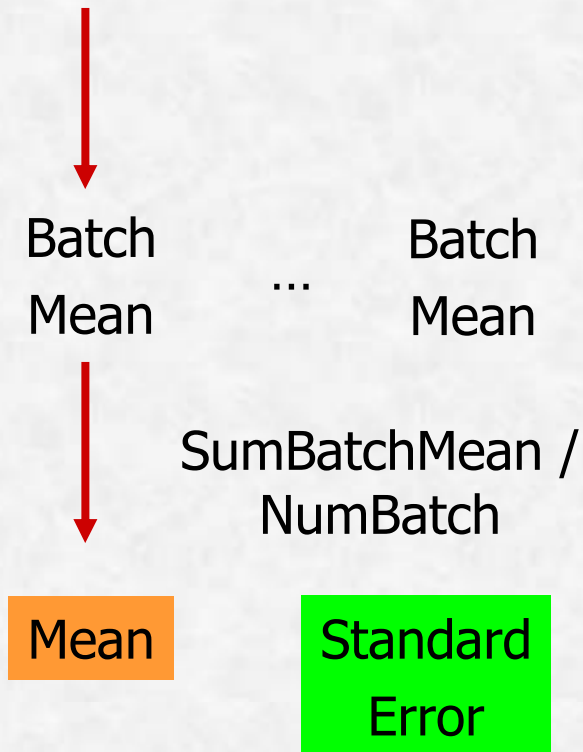 Batch
Mean
...
Batch
Mean
SumBatchMean /
NumBatch
Mean
Standard
Error